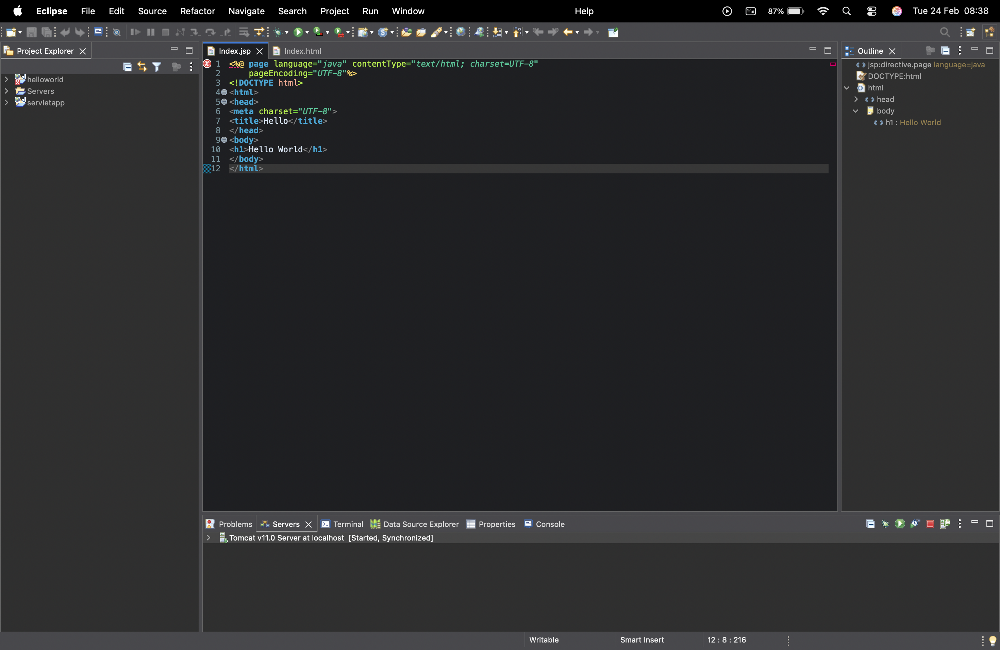 Eclipse File Edit Source Refactor Navigate Search Project Run Window Help 87% Tue 24 Feb 08:38
Project Explorer
helloworld
Servers
servletapp
Index.jsp Index.html
1 <%@ page language="java" contentType="text/html; charset=UTF-8"
2 pageEncoding="UTF-8"%>
3 <!DOCTYPE html>
4 <html>
5 <head>
6 <meta charset="UTF-8">
7 <title>Hello</title>
8 </head>
9 <body>
10 <h1>Hello World</h1>
11 </body>
12 </html>
Outline
jsp:directive.page language=java
DOCTYPE:html
html
head
body
h1 : Hello World
Problems Servers Terminal Data Source Explorer Properties Console
Tomcat v11.0 Server at localhost [Started, Synchronized]
Writable Smart Insert 12 : 8 : 216